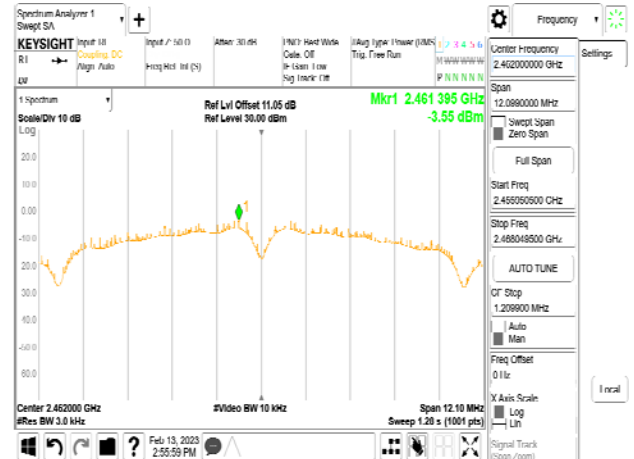 Spectrum Analyzer 1
Swept SA
+
Frequency
KEYSIGHT
Input: RF
Coupling: DC
Align: Auto
Input Z: 50 Ω
Freq Ref: Int (S)
Atten: 30 dB
PNO: Best Wide
Gate: Off
IF Gain: Low
Sig Track: Off
#Avg Type: Power (RMS
Trig: Free Run
1 2 3 4 5 6
M W W W W W
P N N N N N
Center Frequency
2.462000000 GHz
Settings
Span
12.0990000 MHz
Swept Span
Zero Span
Full Span
Start Freq
2.455950500 GHz
Stop Freq
2.468049500 GHz
AUTO TUNE
CF Step
1.209900 MHz
Auto
Man
Freq Offset
0 Hz
X Axis Scale
Log
Lin
Signal Track
(Span Zoom)
Local
1 Spectrum
Scale/Div 10 dB
Log
Ref Lvl Offset 11.05 dB
Ref Level 30.00 dBm
Mkr1 2.461 395 GHz
-3.55 dBm
1
20.0
10.0
0.00
-10.0
-20.0
-30.0
-40.0
-50.0
-60.0
Center 2.462000 GHz
#Res BW 3.0 kHz
#Video BW 10 kHz
Span 12.10 MHz
Sweep 1.28 s (1001 pts)
?
Feb 13, 2023
2:55:59 PM